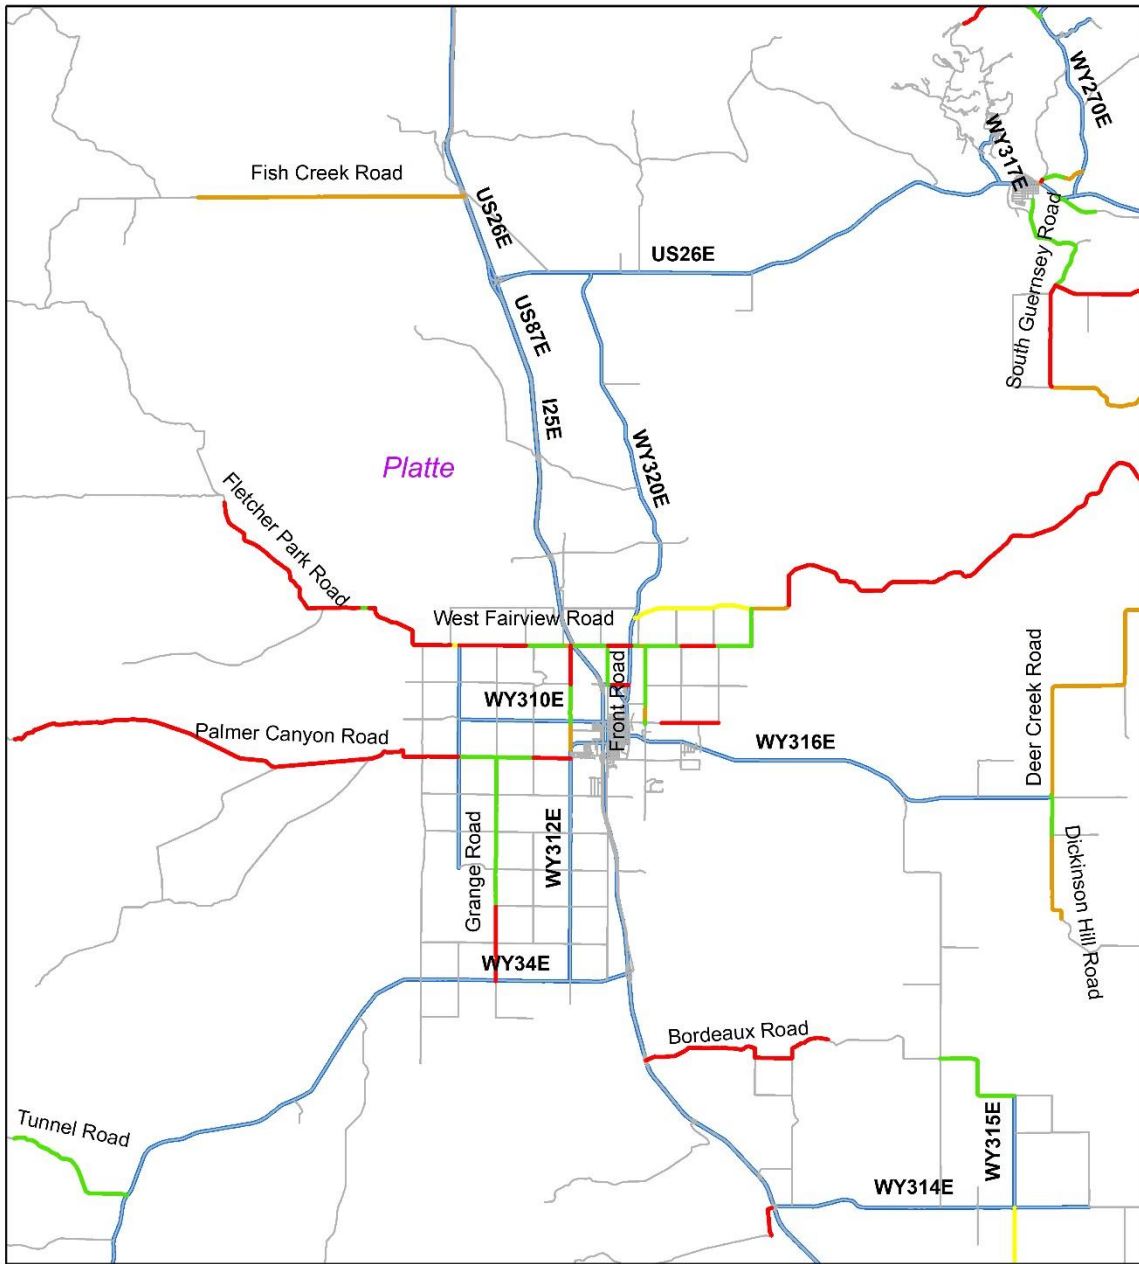 WY270E
WY317E
Fish Creek Road
US26E
US26E
South Guernsey Road
US87E
I25E
WY320E
Platte
Fletcher Park Road
West Fairview Road
Front Road
WY310E
Palmer Canyon Road
WY316E
Deer Creek Road
WY312E
Grange Road
Dickinson Hill Road
WY34E
Bordeaux Road
Tunnel Road
WY315E
WY314E